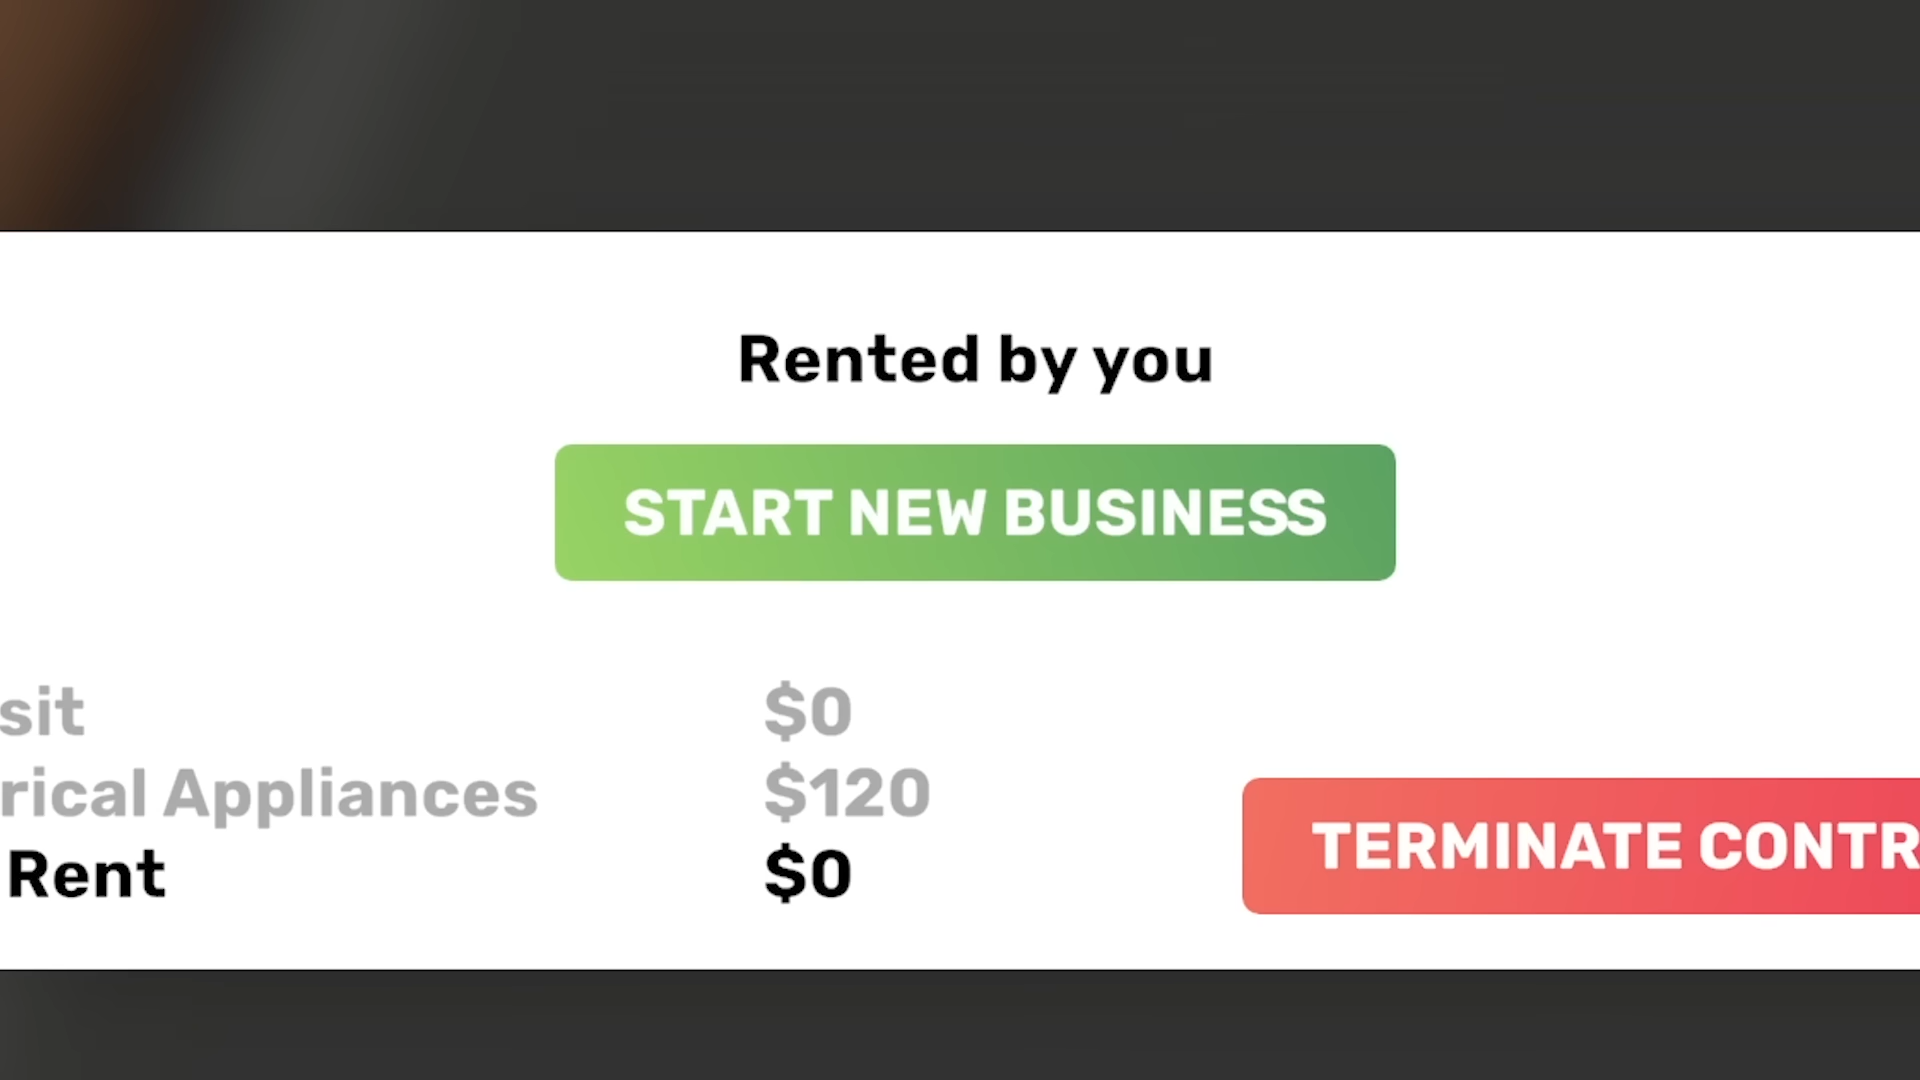 Rented by you
START NEW BUSINESS
sit $0
rical Appliances $120
Rent $0
TERMINATE CONTR